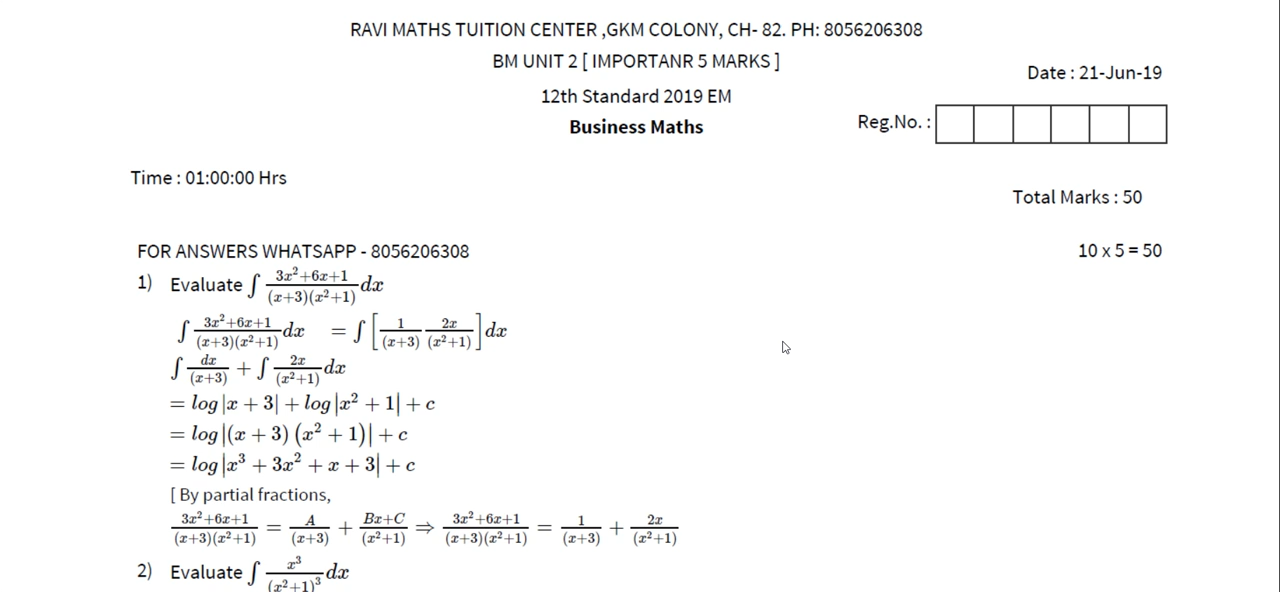 RAVI MATHS TUITION CENTER ,GKM COLONY, CH- 82. PH: 8056206308
BM UNIT 2 [ IMPORTANR 5 MARKS ]
Date : 21-Jun-19
12th Standard 2019 EM
Business Maths
Reg.No. :
Time : 01:00:00 Hrs
Total Marks : 50
FOR ANSWERS WHATSAPP - 8056206308 10 x 5 = 50
1) Evaluate ∫ (3x²+6x+1)/((x+3)(x²+1)) dx
∫ (3x²+6x+1)/((x+3)(x²+1)) dx = ∫ [ 1/(x+3) 2x/(x²+1) ] dx
∫ dx/(x+3) + ∫ 2x/(x²+1) dx
= log|x + 3| + log|x² + 1| + c
= log|(x + 3) (x² + 1)| + c
= log|x³ + 3x² + x + 3| + c
[ By partial fractions,
(3x²+6x+1)/((x+3)(x²+1)) = A/(x+3) + (Bx+C)/(x²+1) ⇒ (3x²+6x+1)/((x+3)(x²+1)) = 1/(x+3) + 2x/(x²+1)
2) Evaluate ∫ x³/(x²+1)³ dx